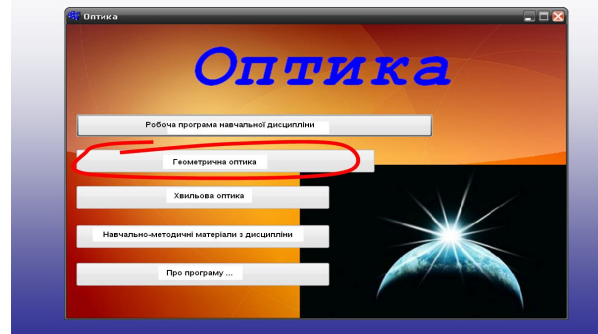 Оптика
Оптика
Робоча програма навчальної дисципліни
Геометрична оптика
Хвильова оптика
Навчально-методичні матеріали з дисципліни
Про програму ...